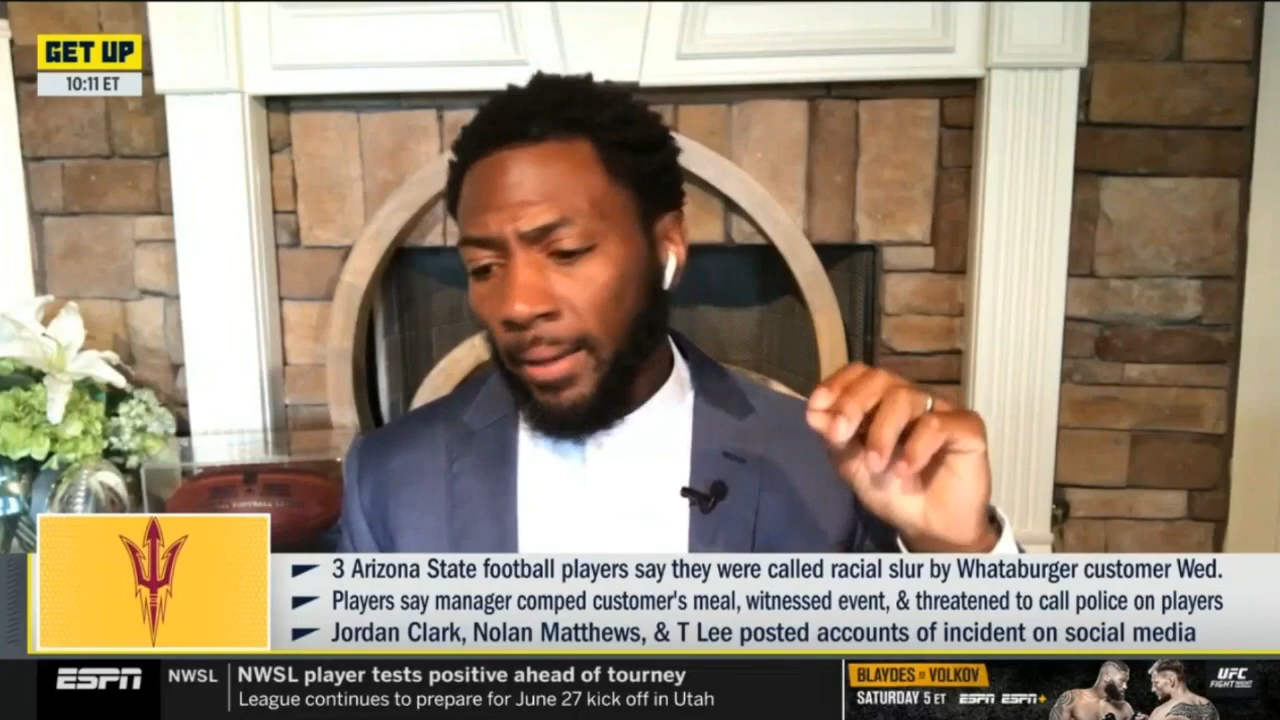 GET UP
10:11 ET
3 Arizona State football players say they were called racial slur by Whataburger customer Wed.
Players say manager comped customer's meal, witnessed event, & threatened to call police on players
Jordan Clark, Nolan Matthews, & T Lee posted accounts of incident on social media
ESPN
NWSL
NWSL player tests positive ahead of tourney
League continues to prepare for June 27 kick off in Utah
BLAYDES VS VOLKOV
SATURDAY 5 ET ESPN ESPN+
UFC
FIGHT NIGHT